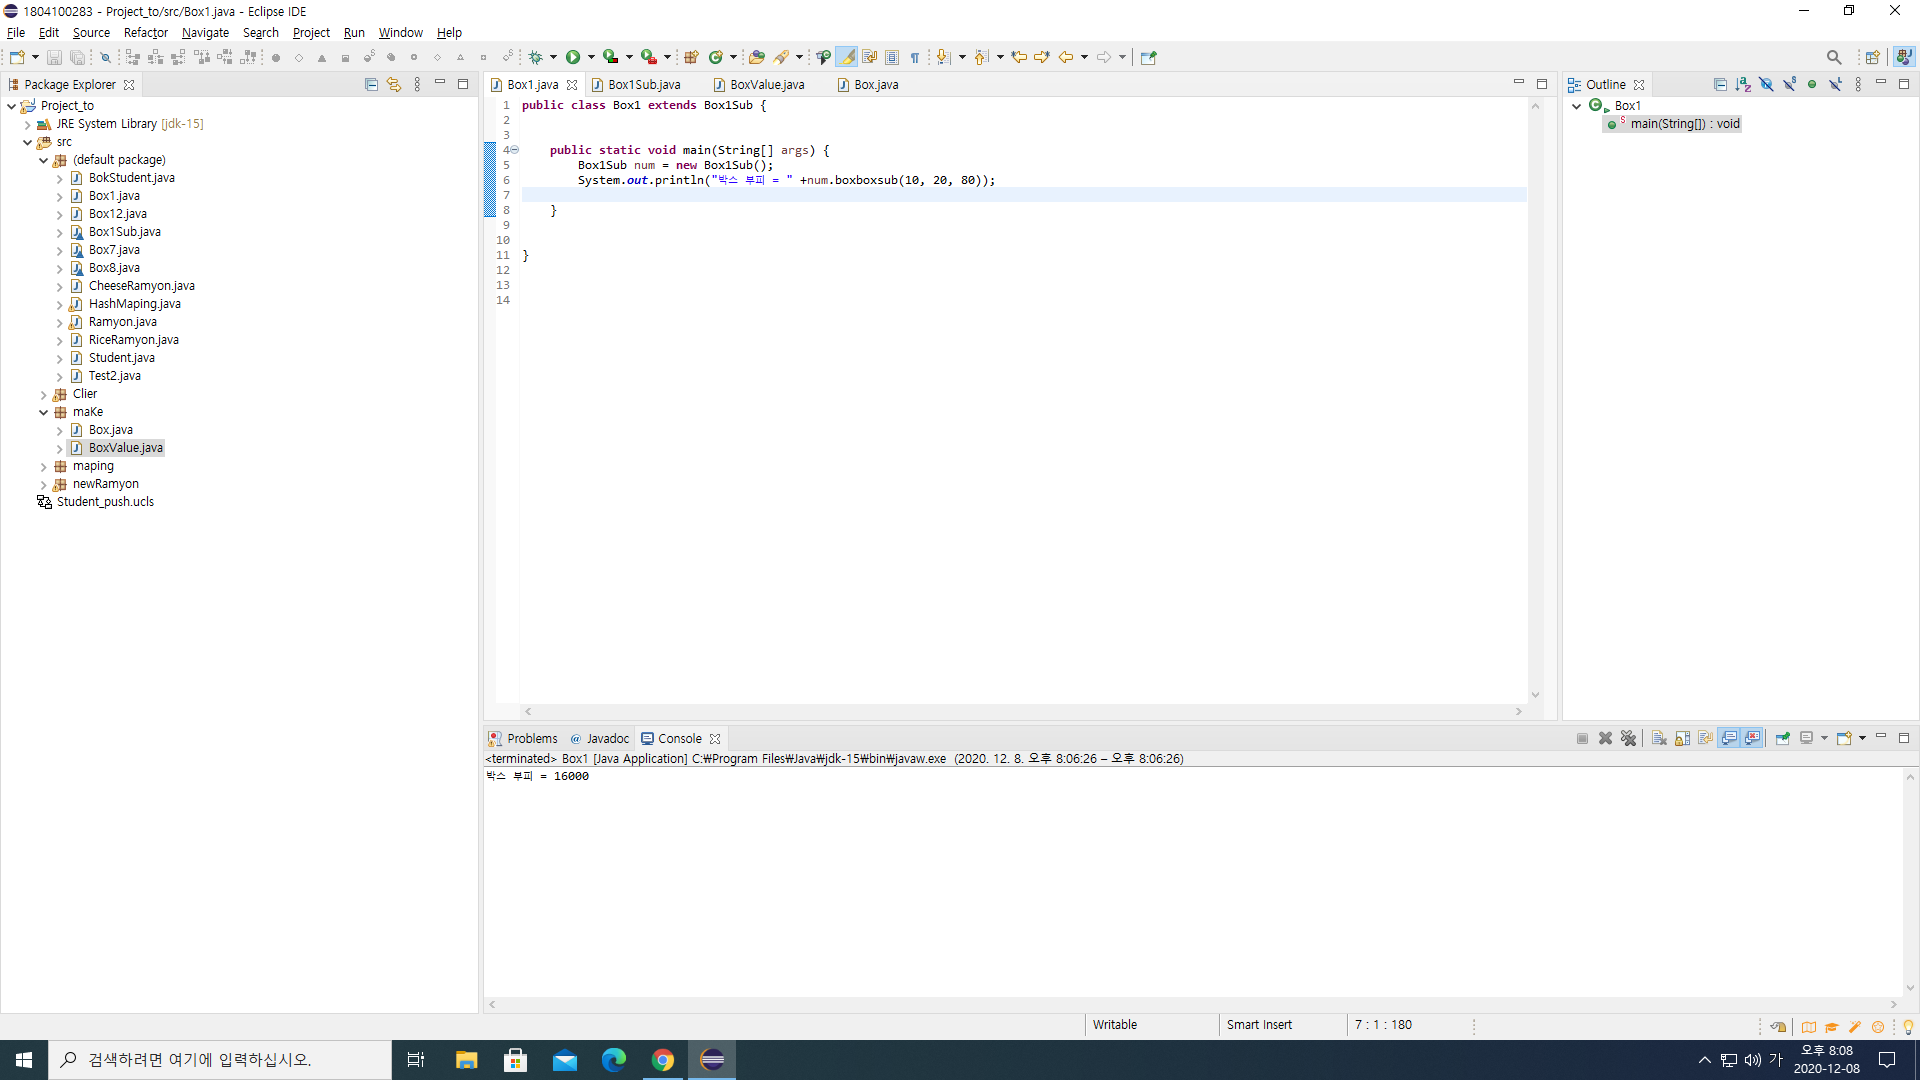 1804100283 - Project_to/src/Box1.java - Eclipse IDE
File Edit Source Refactor Navigate Search Project Run Window Help
Package Explorer
Project_to
JRE System Library [jdk-15]
src
(default package)
BokStudent.java
Box1.java
Box12.java
Box1Sub.java
Box7.java
Box8.java
CheeseRamyon.java
HashMaping.java
Ramyon.java
RiceRamyon.java
Student.java
Test2.java
Clier
maKe
Box.java
BoxValue.java
maping
newRamyon
Student_push.ucls
Box1.java Box1Sub.java BoxValue.java Box.java
1 public class Box1 extends Box1Sub {
2
3
4 public static void main(String[] args) {
5 Box1Sub num = new Box1Sub();
6 System.out.println("박스 부피 = " +num.boxboxsub(10, 20, 80));
7
8 }
9
10
11 }
12
13
14
Outline
Box1
main(String[]) : void
Problems @ Javadoc Console
<terminated> Box1 [Java Application] C:₩Program Files₩Java₩jdk-15₩bin₩javaw.exe (2020. 12. 8. 오후 8:06:26 – 오후 8:06:26)
박스 부피 = 16000
Writable Smart Insert 7 : 1 : 180
검색하려면 여기에 입력하십시오.
가
오후 8:08
2020-12-08